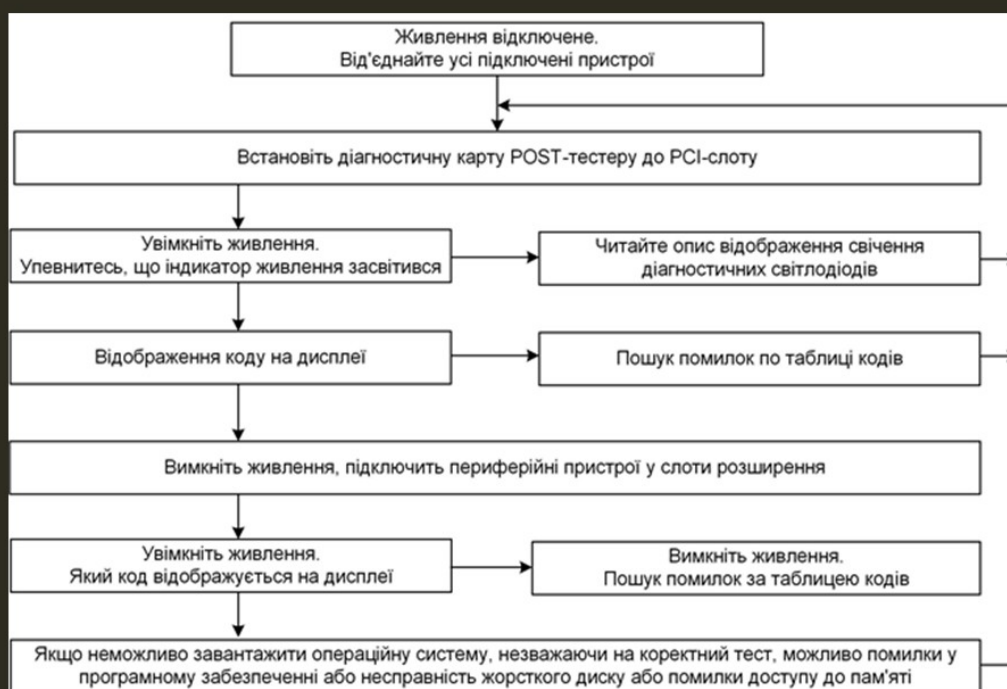 Живлення відключене.
Від'єднайте усі підключені пристрої
Встановіть діагностичну карту POST-тестеру до PCI-слоту
Увімкніть живлення.
Упевнитесь, що індикатор живлення засвітився
Читайте опис відображення свічення
діагностичних світлодіодів
Відображення коду на дисплеї
Пошук помилок по таблиці кодів
Вимкніть живлення, підключить периферійні пристрої у слоти розширення
Увімкніть живлення.
Який код відображується на дисплеї
Вимкніть живлення.
Пошук помилок за таблицею кодів
Якщо неможливо завантажити операційну систему, незважаючи на коректний тест, можливо помилки у
програмному забезпеченні або несправність жорсткого диску або помилки доступу до пам'яті